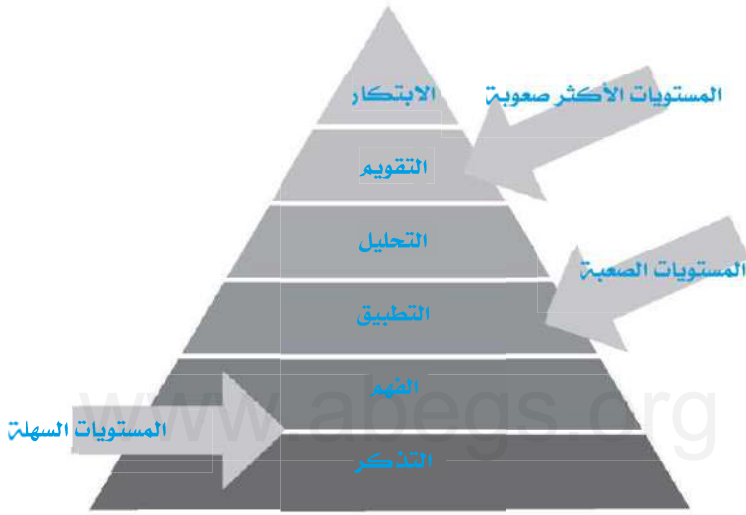 الابتكار
المستويات الأكثر صعوبة
التقويم
التحليل
المستويات الصعبة
التطبيق
الفهم
www.abegs.org
المستويات السهلة
التذكر